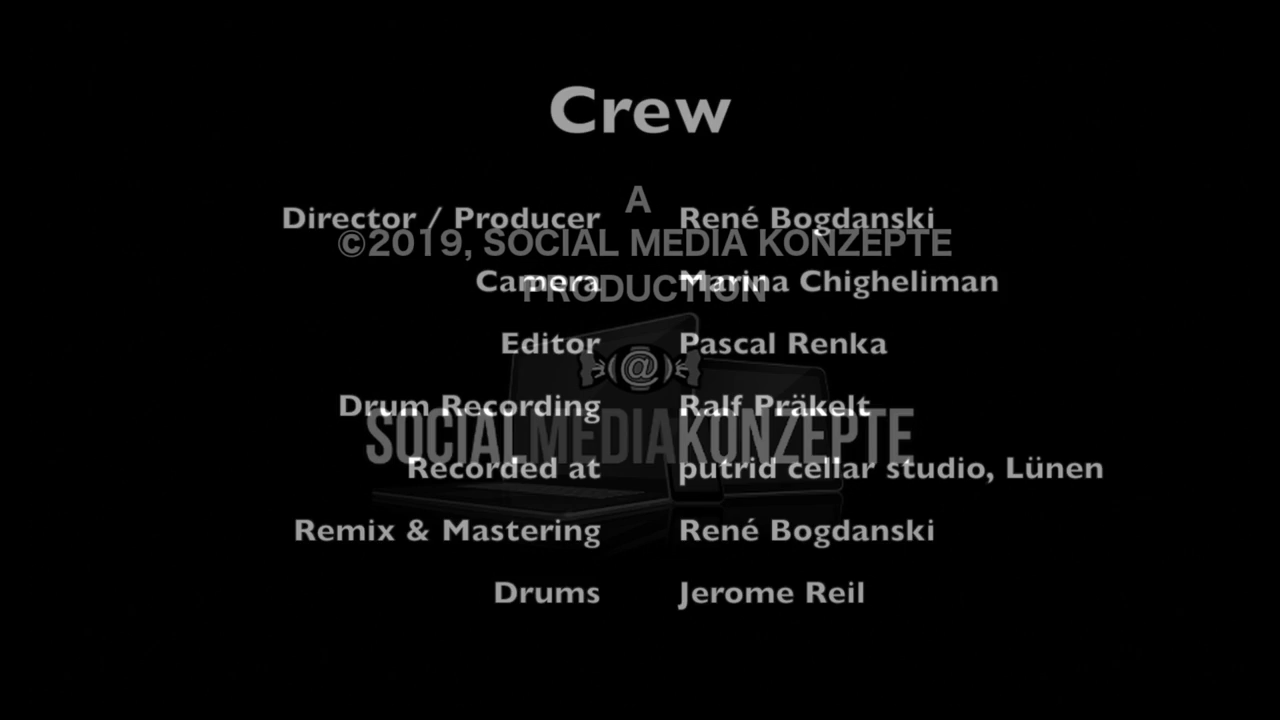 Crew
A
Director / Producer René Bogdanski
©2019, SOCIAL MEDIA KONZEPTE
Camera Marina Chigheliman
PRODUCTION
Editor Pascal Renka
@
Drum Recording Ralf Präkelt
SOCIALMEDIAKONZEPTE
Recorded at putrid cellar studio, Lünen
Remix & Mastering René Bogdanski
Drums Jerome Reil